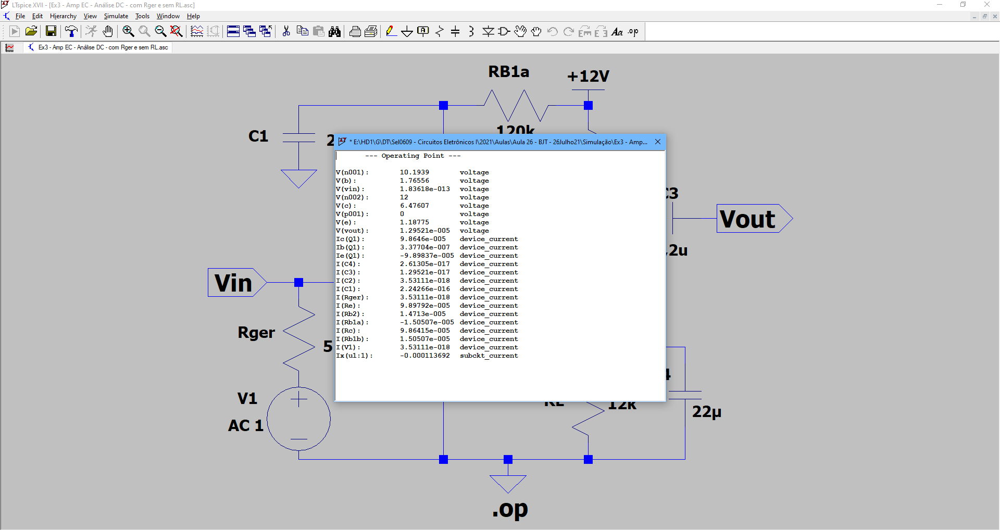 LTspice XVII - [Ex3 - Amp EC - Análise DC - com Rger e sem RL.asc]
File Edit Hierarchy View Simulate Tools Window Help
Ex3 - Amp EC - Análise DC - com Rger e sem RL.asc
RB1a
+12V
C1
120k
* E:\HD1\G\DT\Sel0609 - Circuitos Eletrônicos I\2021\Aulas\Aula 26 - BJT - 26Julho21\Simulação\Ex3 - Amp...
--- Operating Point ---
V(n001): 10.1939 voltage
V(b): 1.76556 voltage
V(vin): 1.83618e-013 voltage
V(n002): 12 voltage
V(c): 6.47607 voltage
V(p001): 0 voltage
V(e): 1.18775 voltage
V(vout): 1.29521e-005 voltage
Ic(Q1): 9.8646e-005 device_current
Ib(Q1): 3.37704e-007 device_current
Ie(Q1): -9.89837e-005 device_current
I(C4): 2.61305e-017 device_current
I(C3): 1.29521e-017 device_current
I(C2): 3.53111e-018 device_current
I(C1): 2.24266e-016 device_current
I(Rger): 3.53111e-018 device_current
I(Re): 9.89792e-005 device_current
I(Rb2): 1.4713e-005 device_current
I(Rb1a): -1.50507e-005 device_current
I(Rc): 9.86415e-005 device_current
I(Rb1b): 1.50507e-005 device_current
I(V1): 3.53111e-018 device_current
Ix(u1:1): -0.000113692 subckt_current
C3
Vout
2u
Vin
Rger
5
V1
AC 1
4
RE
12k
22µ
.op